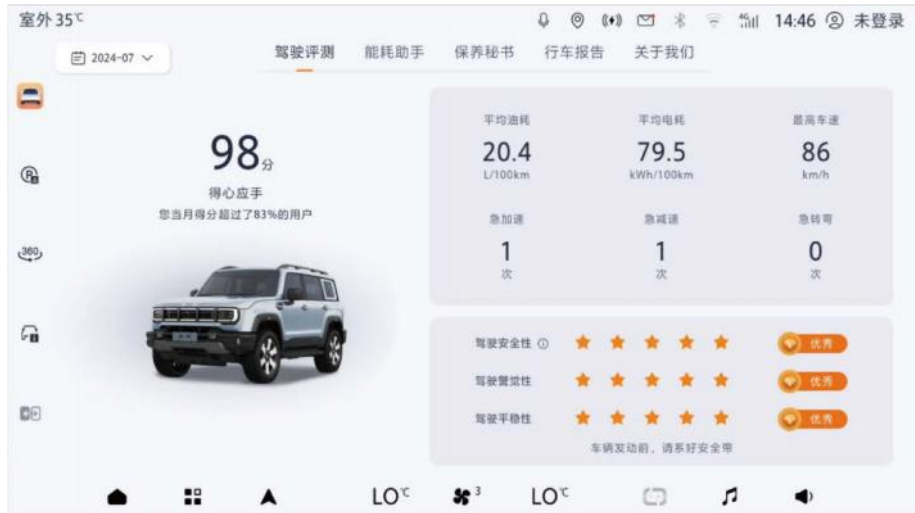 室外 35℃
14:46 未登录
2024-07
驾驶评测 能耗助手 保养秘书 行车报告 关于我们
98分
得心应手
您当月得分超过了83%的用户
平均油耗 平均电耗 最高车速
20.4 79.5 86
L/100km kWh/100km km/h
急加速 急减速 急转弯
1 1 0
次 次 次
360
驾驶安全性 优秀
驾驶警觉性 优秀
驾驶平稳性 优秀
车辆发动前，请系好安全带
LO℃ 3 LO℃